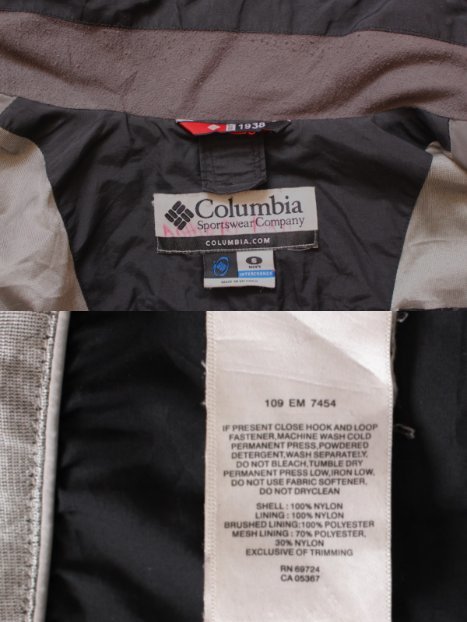 1938
Columbia
Sportswear Company
COLUMBIA.COM
S
MEN'S
INTERCHANGE
109 EM 7454
IF PRESENT CLOSE HOOK AND LOOP
FASTENER,MACHINE WASH COLD
PERMANENT PRESS,POWDERED
DETERGENT,WASH SEPARATELY,
DO NOT BLEACH,TUMBLE DRY
PERMANENT PRESS LOW,IRON LOW,
DO NOT USE FABRIC SOFTENER,
DO NOT DRYCLEAN
SHELL:100% NYLON
LINING:100% NYLON
BRUSHED LINING:100% POLYESTER
MESH LINING:70% POLYESTER,
30% NYLON
EXCLUSIVE OF TRIMMING
RN 69724
CA 05367